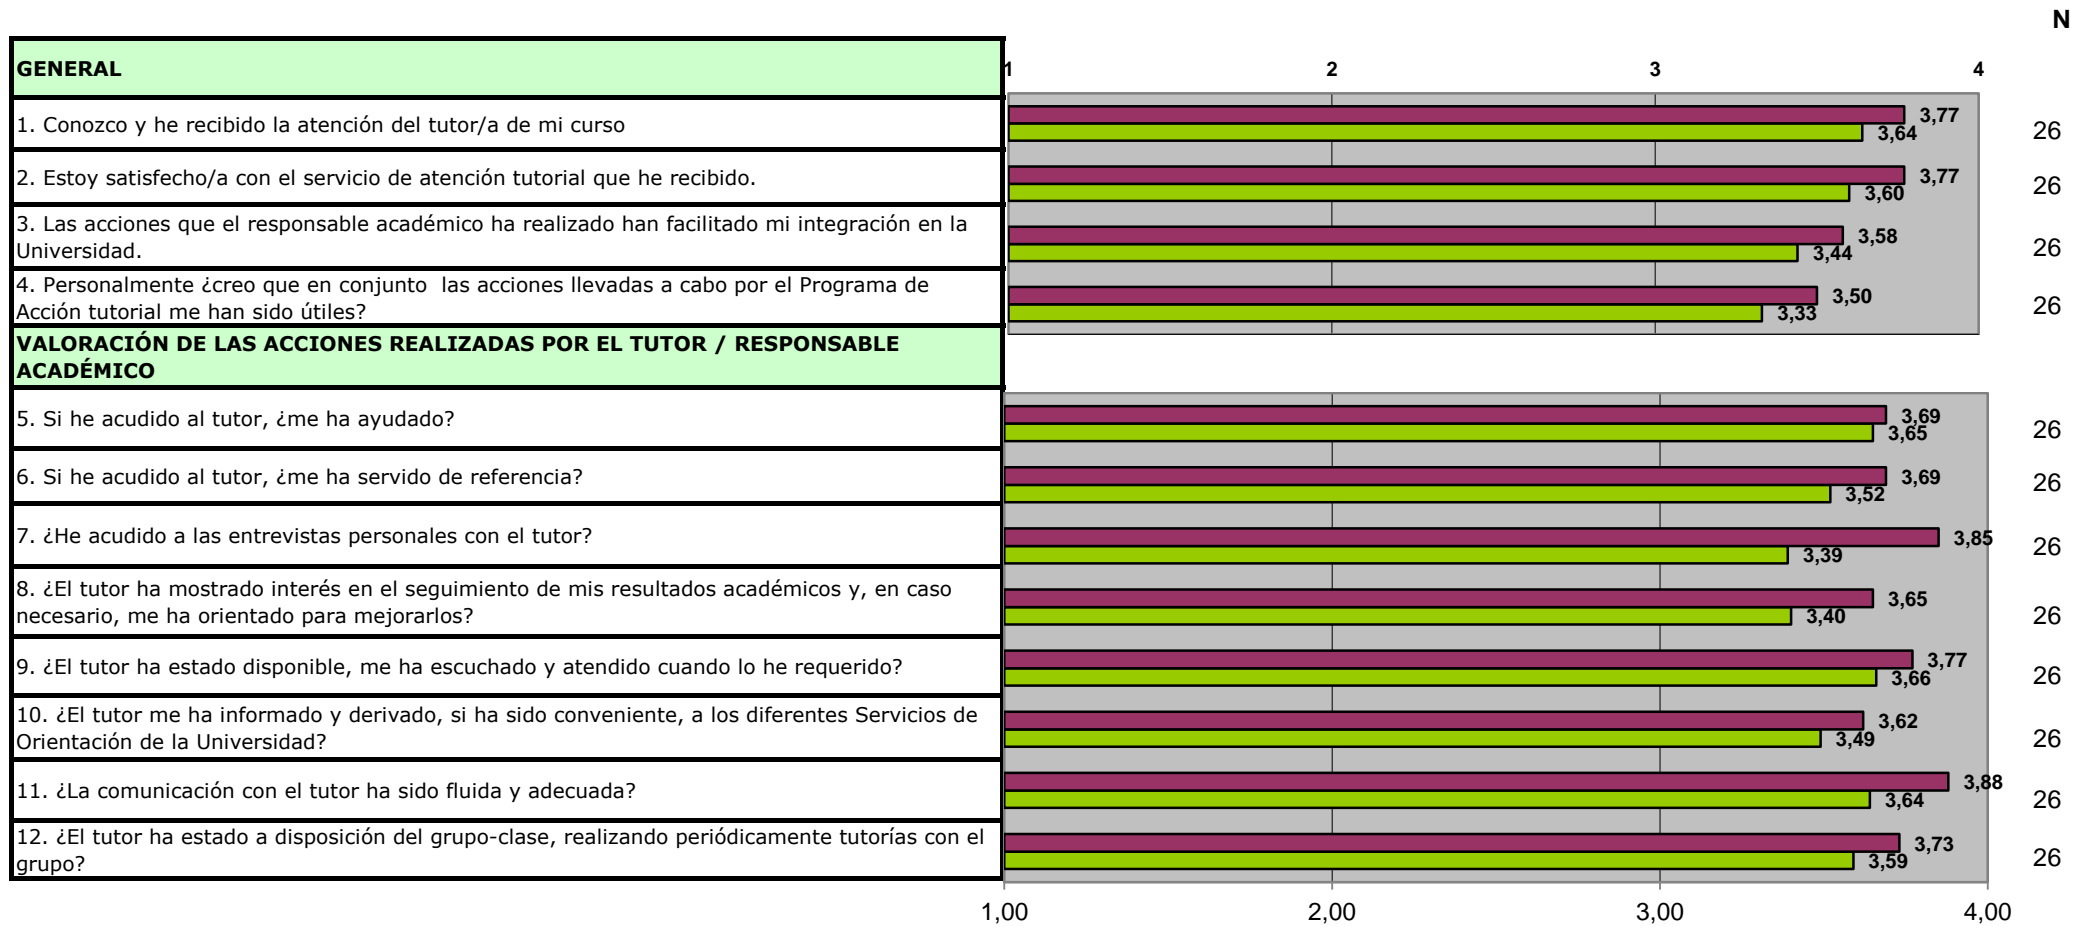 N
GENERAL
1 2 3 4
1. Conozco y he recibido la atención del tutor/a de mi curso
3,77
3,64
26
2. Estoy satisfecho/a con el servicio de atención tutorial que he recibido.
3,77
3,60
26
3. Las acciones que el responsable académico ha realizado han facilitado mi integración en la
Universidad.
3,58
3,44
26
4. Personalmente ¿creo que en conjunto  las acciones llevadas a cabo por el Programa de
Acción tutorial me han sido útiles?
3,50
3,33
26
VALORACIÓN DE LAS ACCIONES REALIZADAS POR EL TUTOR / RESPONSABLE
ACADÉMICO
5. Si he acudido al tutor, ¿me ha ayudado?
3,69
3,65
26
6. Si he acudido al tutor, ¿me ha servido de referencia?
3,69
3,52
26
7. ¿He acudido a las entrevistas personales con el tutor?
3,85
3,39
26
8. ¿El tutor ha mostrado interés en el seguimiento de mis resultados académicos y, en caso
necesario, me ha orientado para mejorarlos?
3,65
3,40
26
9. ¿El tutor ha estado disponible, me ha escuchado y atendido cuando lo he requerido?
3,77
3,66
26
10. ¿El tutor me ha informado y derivado, si ha sido conveniente, a los diferentes Servicios de
Orientación de la Universidad?
3,62
3,49
26
11. ¿La comunicación con el tutor ha sido fluida y adecuada?
3,88
3,64
26
12. ¿El tutor ha estado a disposición del grupo-clase, realizando periódicamente tutorías con el
grupo?
3,73
3,59
26
1,00 2,00 3,00 4,00